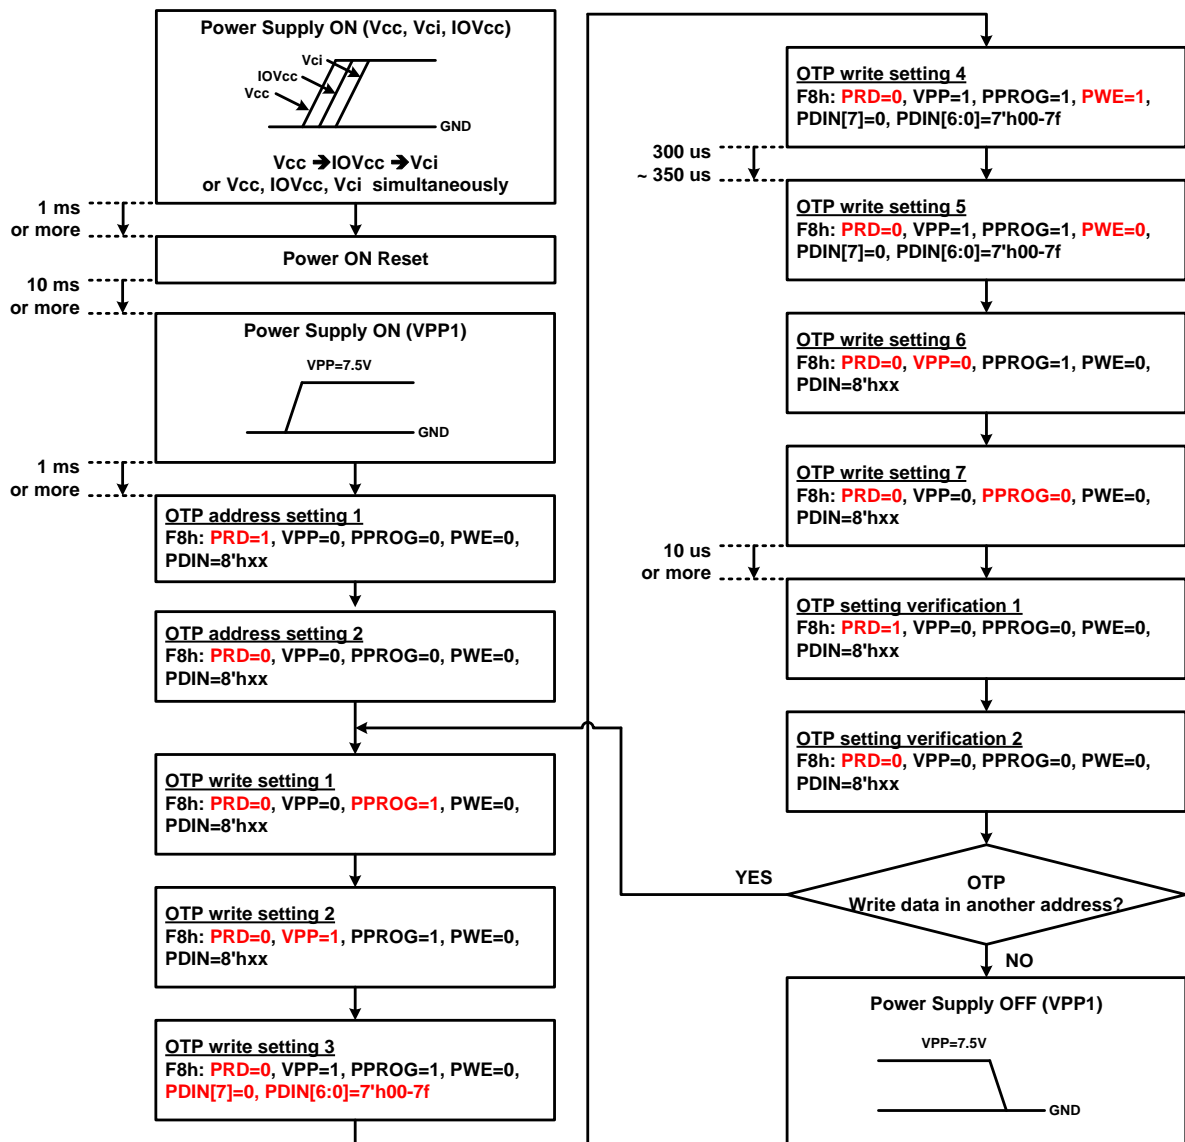 Power Supply ON (Vcc, Vci, IOVcc)
Vci
IOVcc
Vcc
GND
Vcc ➔IOVcc ➔Vci
or Vcc, IOVcc, Vci simultaneously
1 ms
or more
Power ON Reset
10 ms
or more
Power Supply ON (VPP1)
VPP=7.5V
GND
1 ms
or more
OTP address setting 1
F8h: PRD=1, VPP=0, PPROG=0, PWE=0,
PDIN=8'hxx
OTP address setting 2
F8h: PRD=0, VPP=0, PPROG=0, PWE=0,
PDIN=8'hxx
OTP write setting 1
F8h: PRD=0, VPP=0, PPROG=1, PWE=0,
PDIN=8'hxx
OTP write setting 2
F8h: PRD=0, VPP=1, PPROG=1, PWE=0,
PDIN=8'hxx
OTP write setting 3
F8h: PRD=0, VPP=1, PPROG=1, PWE=0,
PDIN[7]=0, PDIN[6:0]=7'h00-7f
OTP write setting 4
F8h: PRD=0, VPP=1, PPROG=1, PWE=1,
PDIN[7]=0, PDIN[6:0]=7'h00-7f
300 us
~ 350 us
OTP write setting 5
F8h: PRD=0, VPP=1, PPROG=1, PWE=0,
PDIN[7]=0, PDIN[6:0]=7'h00-7f
OTP write setting 6
F8h: PRD=0, VPP=0, PPROG=1, PWE=0,
PDIN=8'hxx
OTP write setting 7
F8h: PRD=0, VPP=0, PPROG=0, PWE=0,
PDIN=8'hxx
10 us
or more
OTP setting verification 1
F8h: PRD=1, VPP=0, PPROG=0, PWE=0,
PDIN=8'hxx
OTP setting verification 2
F8h: PRD=0, VPP=0, PPROG=0, PWE=0,
PDIN=8'hxx
YES
OTP
Write data in another address?
NO
Power Supply OFF (VPP1)
VPP=7.5V
GND